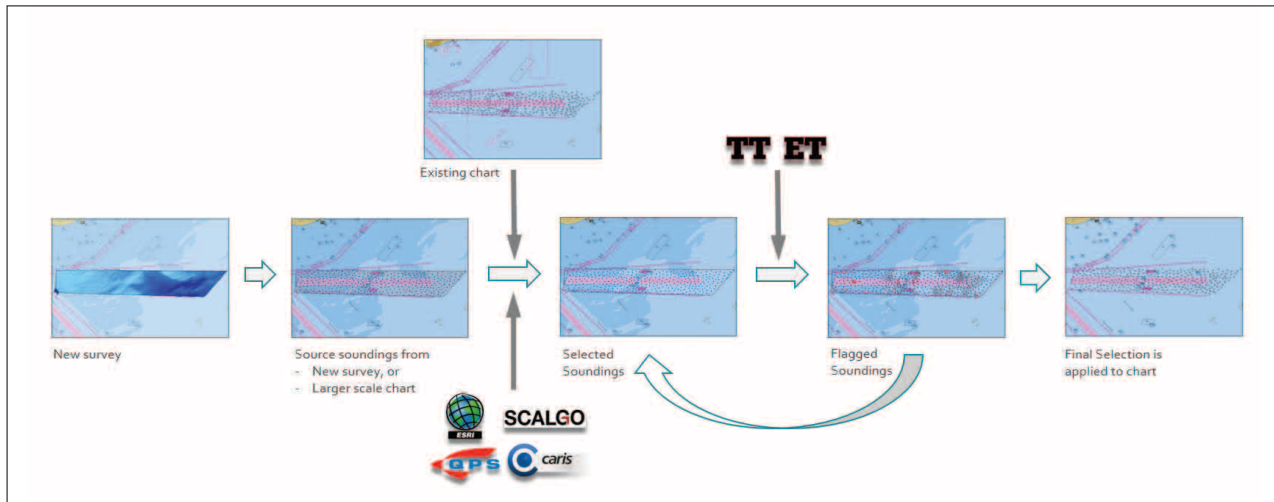 Existing chart
TT ET
New survey
Source soundings from
- New survey, or
- Larger scale chart
Selected
Soundings
Flagged
Soundings
Final Selection is
applied to chart
ESRI
SCALGO
QPS
caris